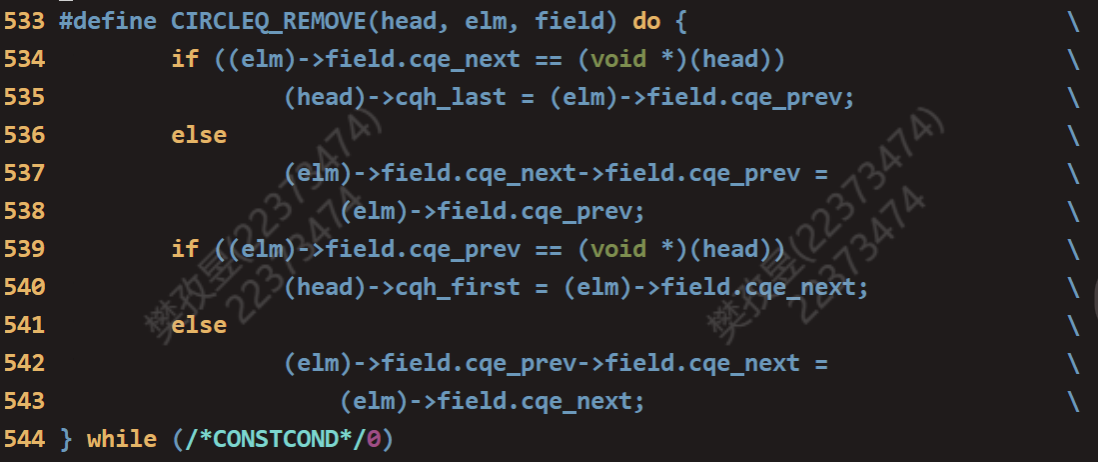 533 #define CIRCLEQ_REMOVE(head, elm, field) do { \
534 if ((elm)->field.cqe_next == (void *)(head)) \
535 (head)->cqh_last = (elm)->field.cqe_prev; \
536 else \
537 (elm)->field.cqe_next->field.cqe_prev = \
538 (elm)->field.cqe_prev; \
539 if ((elm)->field.cqe_prev == (void *)(head)) \
540 (head)->cqh_first = (elm)->field.cqe_next; \
541 else \
542 (elm)->field.cqe_prev->field.cqe_next = \
543 (elm)->field.cqe_next; \
544 } while (/*CONSTCOND*/0)
樊孜昱(22373474)
22373474
樊孜昱(22373474)
22373474